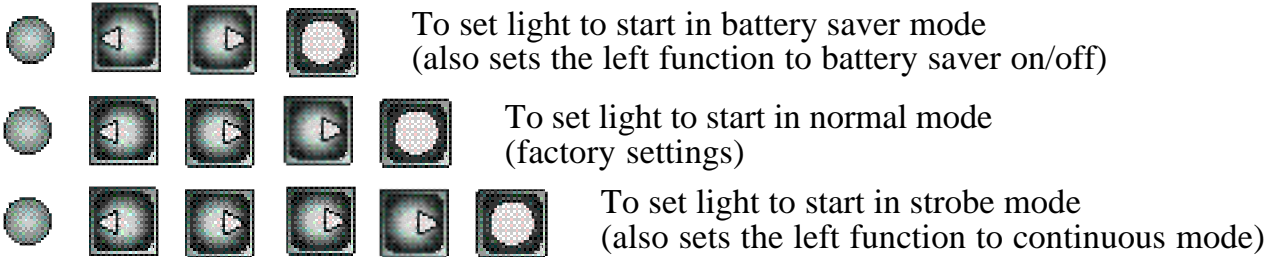 To set light to start in battery saver mode
(also sets the left function to battery saver on/off)
To set light to start in normal mode
(factory settings)
To set light to start in strobe mode
(also sets the left function to continuous mode)